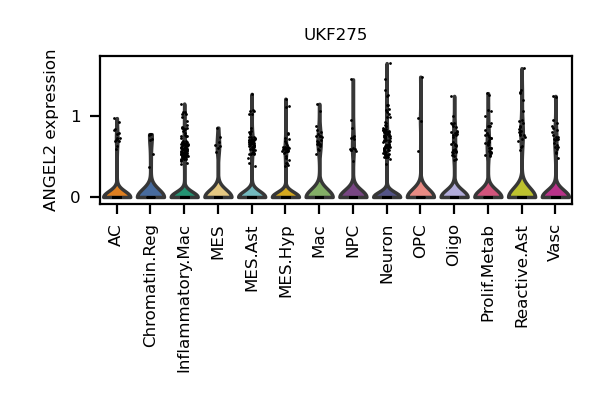 UKF275
ANGEL2 expression
1
0
AC
Chromatin.Reg
Inflammatory.Mac
MES
MES.Ast
MES.Hyp
Mac
NPC
Neuron
OPC
Oligo
Prolif.Metab
Reactive.Ast
Vasc